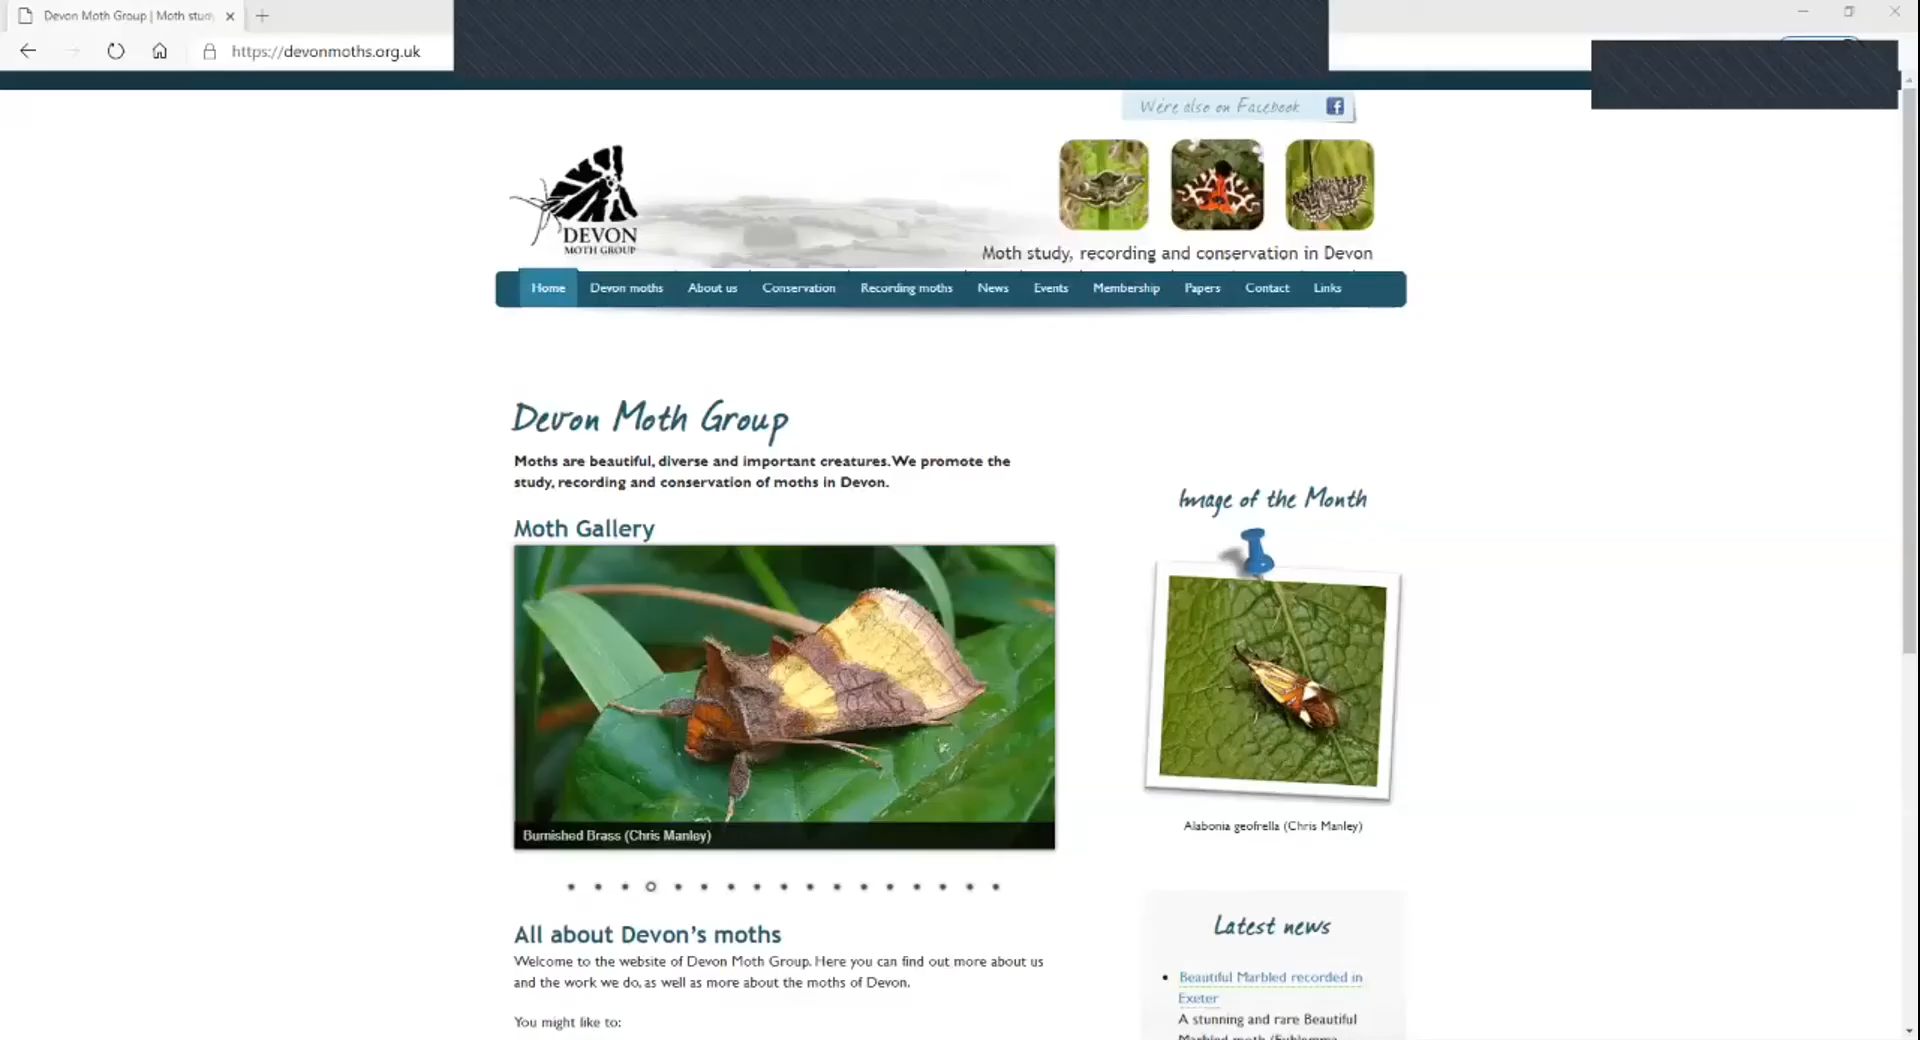 Devon Moth Group | Moth stud
https://devonmoths.org.uk
We're also on Facebook
DEVON
MOTH GROUP
Moth study, recording and conservation in Devon
Home Devon moths About us Conservation Recording moths News Events Membership Papers Contact Links
Devon Moth Group
Moths are beautiful, diverse and important creatures. We promote the
study, recording and conservation of moths in Devon.
Moth Gallery
Burnished Brass (Chris Manley)
All about Devon's moths
Welcome to the website of Devon Moth Group. Here you can find out more about us
and the work we do, as well as more about the moths of Devon.
You might like to:
Image of the Month
Alabonia geofrella (Chris Manley)
Latest news
Beautiful Marbled recorded in
Exeter
A stunning and rare Beautiful